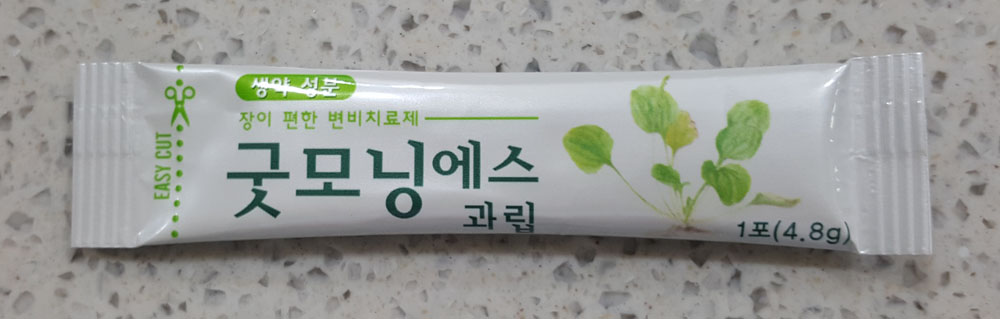 EASY CUT
생약 성분
장이 편한 변비치료제
굿모닝에스
과립
1포(4.8g)